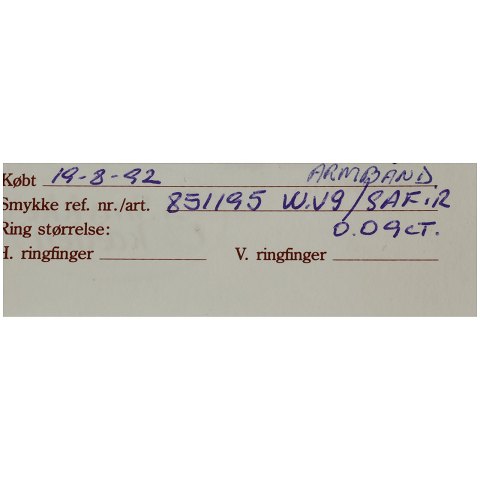 Købt 19-8-92 ARMBAND.
Smykke ref. nr./art. 851195 W.V9/SAFIR
Ring størrelse: 0.09CT.
H. ringfinger V. ringfinger